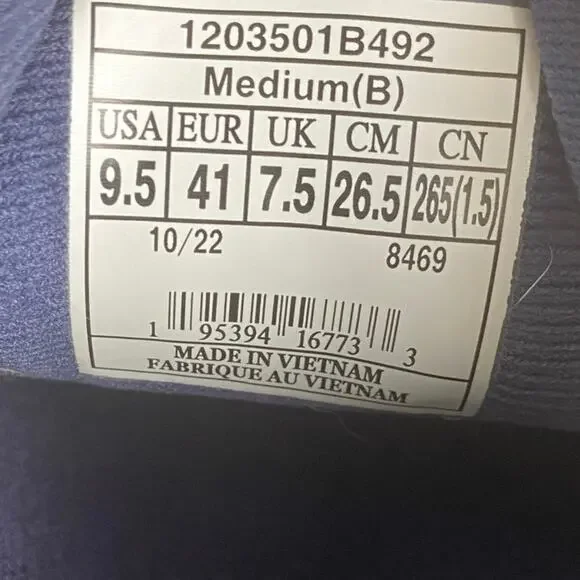 1203501B492
Medium(B)
USA EUR UK CM CN
9.5 41 7.5 26.5 265(1.5)
10/22 8469
1 95394 16773 3
MADE IN VIETNAM
FABRIQUE AU VIETNAM